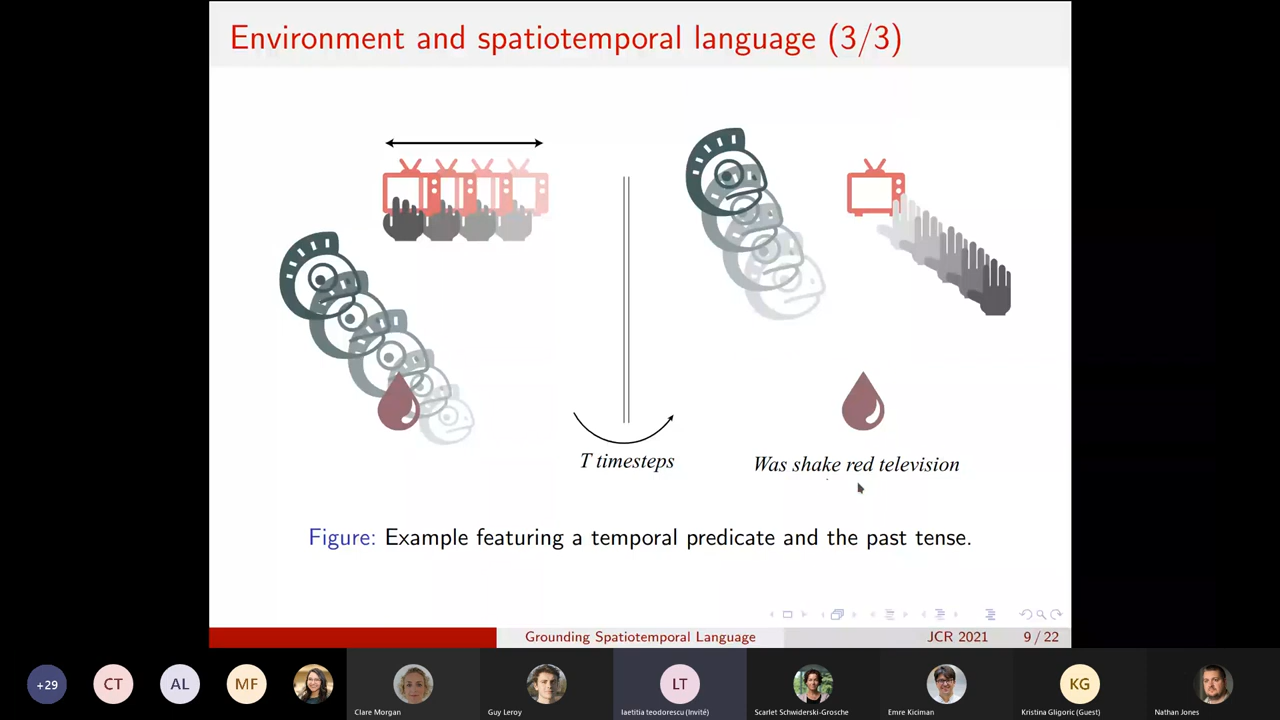 Environment and spatiotemporal language (3/3)
T timesteps
Was shake red television
Figure: Example featuring a temporal predicate and the past tense.
Grounding Spatiotemporal Language
JCR 2021
9 / 22
+29
CT
AL
MF
LT
KG
Clare Morgan
Guy Leroy
laetitia teodorescu (Invité)
Scarlet Schwiderski-Grosche
Emre Kiciman
Kristina Gligoric (Guest)
Nathan Jones